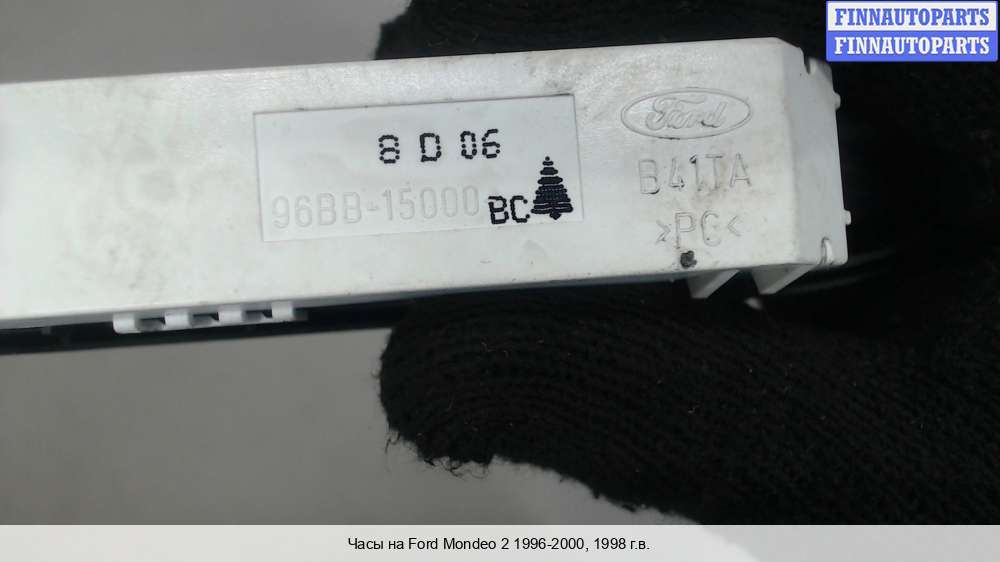 FINNAUTOPARTS
FINNAUTOPARTS
8 D 06
96BB-15000 BC
Ford
B41TA
>PC<
Часы на Ford Mondeo 2 1996-2000, 1998 г.в.